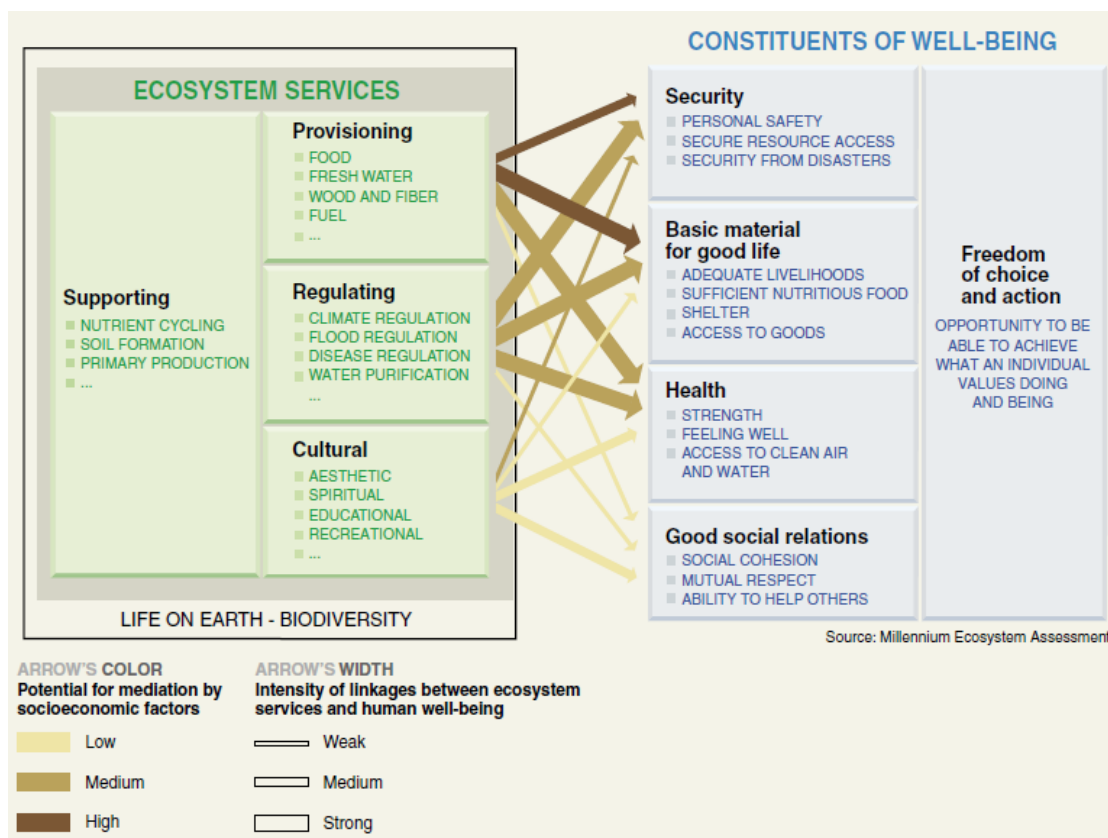 CONSTITUENTS OF WELL-BEING
ECOSYSTEM SERVICES
Supporting
NUTRIENT CYCLING
SOIL FORMATION
PRIMARY PRODUCTION
...
Provisioning
FOOD
FRESH WATER
WOOD AND FIBER
FUEL
...
Regulating
CLIMATE REGULATION
FLOOD REGULATION
DISEASE REGULATION
WATER PURIFICATION
...
Cultural
AESTHETIC
SPIRITUAL
EDUCATIONAL
RECREATIONAL
...
LIFE ON EARTH - BIODIVERSITY
Security
PERSONAL SAFETY
SECURE RESOURCE ACCESS
SECURITY FROM DISASTERS
Basic material
for good life
ADEQUATE LIVELIHOODS
SUFFICIENT NUTRITIOUS FOOD
SHELTER
ACCESS TO GOODS
Health
STRENGTH
FEELING WELL
ACCESS TO CLEAN AIR
AND WATER
Good social relations
SOCIAL COHESION
MUTUAL RESPECT
ABILITY TO HELP OTHERS
Freedom
of choice
and action
OPPORTUNITY TO BE
ABLE TO ACHIEVE
WHAT AN INDIVIDUAL
VALUES DOING
AND BEING
Source: Millennium Ecosystem Assessment
ARROW'S COLOR
Potential for mediation by
socioeconomic factors
Low
Medium
High
ARROW'S WIDTH
Intensity of linkages between ecosystem
services and human well-being
Weak
Medium
Strong